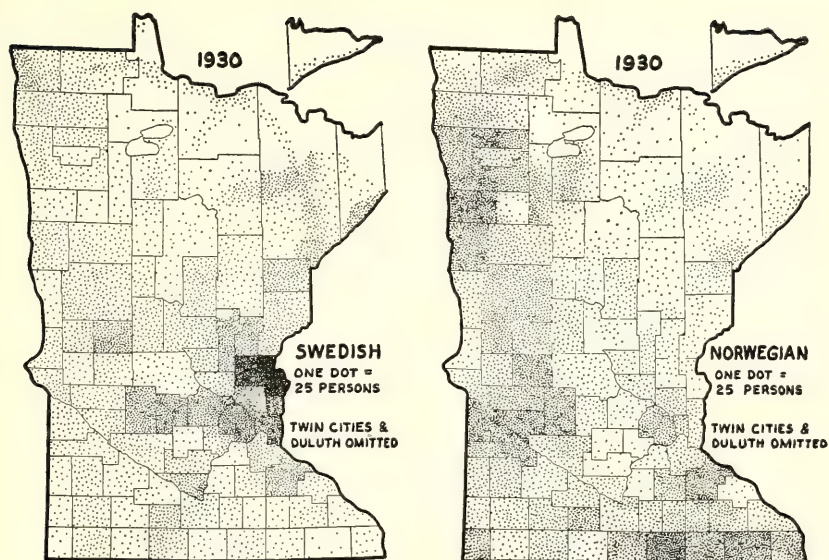 1930
SWEDISH
ONE DOT =
25 PERSONS
TWIN CITIES &
DULUTH OMITTED
1930
NORWEGIAN
ONE DOT =
25 PERSONS
TWIN CITIES &
DULUTH OMITTED